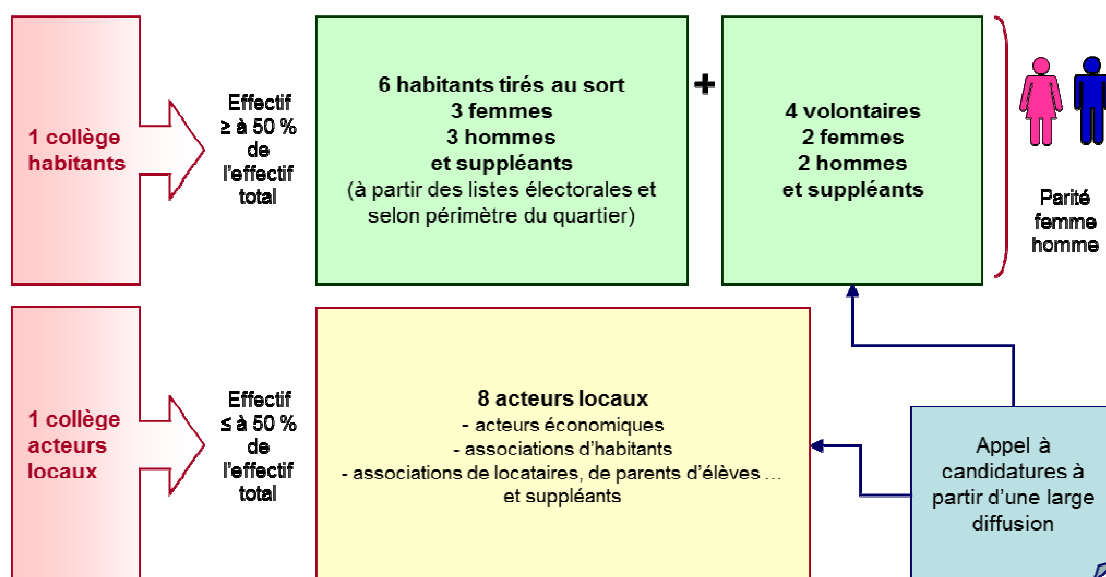 1 collège
habitants
Effectif
≥ à 50 %
de
l'effectif
total
6 habitants tirés au sort
3 femmes
3 hommes
et suppléants
(à partir des listes électorales et
selon périmètre du quartier)
+
4 volontaires
2 femmes
2 hommes
et suppléants
Parité
femme
homme
1 collège
acteurs
locaux
Effectif
≤ à 50 %
de
l'effectif
total
8 acteurs locaux
- acteurs économiques
- associations d'habitants
- associations de locataires, de parents d'élèves ...
et suppléants
Appel à
candidatures à
partir d'une large
diffusion